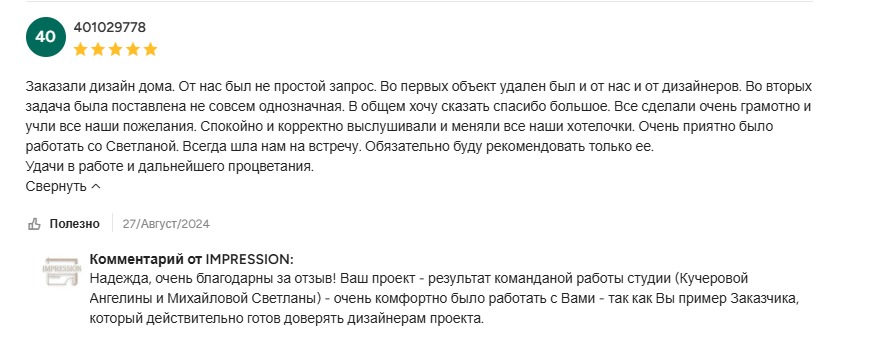 40
401029778
Заказали дизайн дома. От нас был не простой запрос. Во первых объект удален был и от нас и от дизайнеров. Во вторых
задача была поставлена не совсем однозначная. В общем хочу сказать спасибо большое. Все сделали очень грамотно и
учли все наши пожелания. Спокойно и корректно выслушивали и меняли все наши хотелочки. Очень приятно было
работать со Светланой. Всегда шла нам на встречу. Обязательно буду рекомендовать только ее.
Удачи в работе и дальнейшего процветания.
Свернуть
Полезно 27/Август/2024
IMPRESSION
Комментарий от IMPRESSION:
Надежда, очень благодарны за отзыв! Ваш проект - результат команданой работы студии (Кучеровой
Ангелины и Михайловой Светланы) - очень комфортно было работать с Вами - так как Вы пример Заказчика,
который действительно готов доверять дизайнерам проекта.